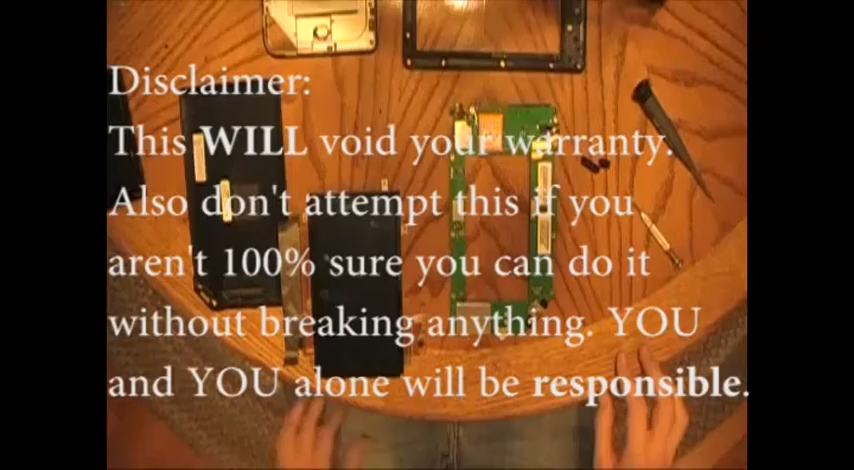 Disclaimer:
This WILL void your warranty.
Also don't attempt this if you
aren't 100% sure you can do it
without breaking anything. YOU
and YOU alone will be responsible.